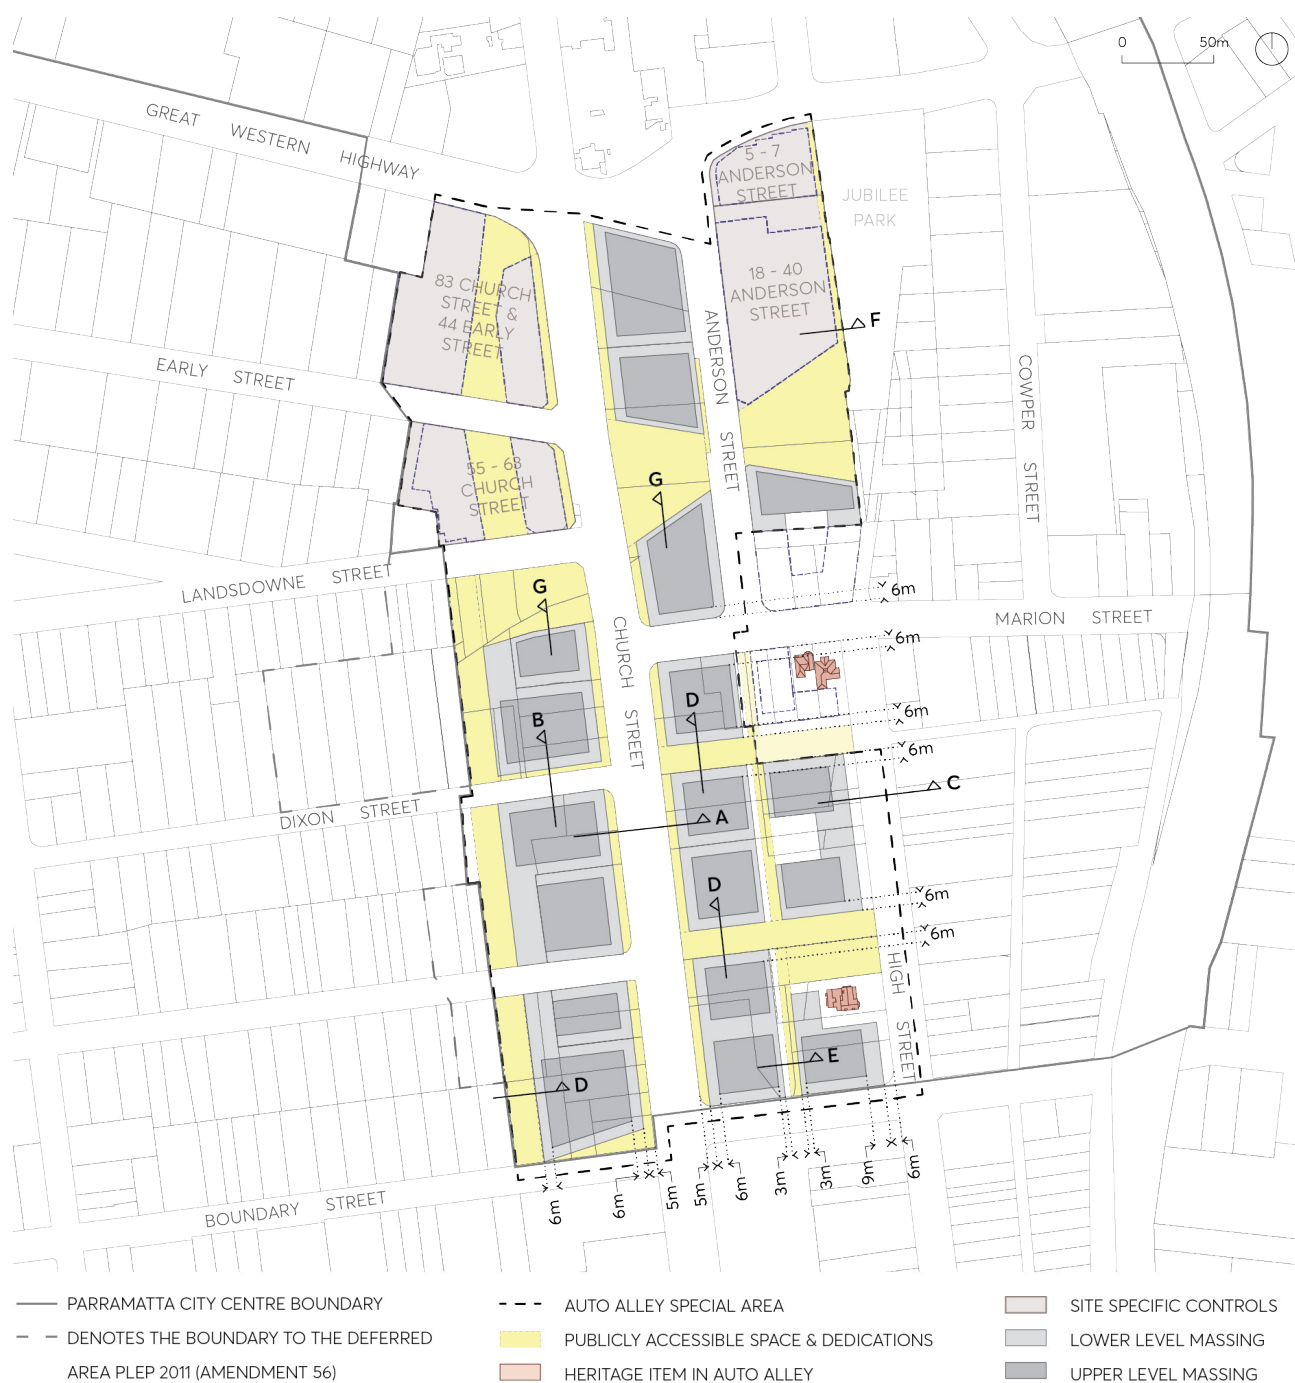 0 50m
GREAT WESTERN HIGHWAY
5 - 7
ANDERSON
STREET
JUBILEE
PARK
83 CHURCH
STREET &
44 EARLY
STREET
18 - 40
ANDERSON
STREET
F
ANDERSON STREET
EARLY STREET
COWPER STREET
55 - 63
CHURCH
STREET
G
LANDSDOWNE STREET
G
6m
MARION STREET
CHURCH STREET
6m
D
6m
B
6m
C
DIXON STREET
A
D
6m
6m
HIGH STREET
E
D
BOUNDARY STREET
6m
6m
5m
5m
6m
3m
3m
9m
6m
PARRAMATTA CITY CENTRE BOUNDARY
DENOTES THE BOUNDARY TO THE DEFERRED
AREA PLEP 2011 (AMENDMENT 56)
AUTO ALLEY SPECIAL AREA
PUBLICLY ACCESSIBLE SPACE & DEDICATIONS
HERITAGE ITEM IN AUTO ALLEY
SITE SPECIFIC CONTROLS
LOWER LEVEL MASSING
UPPER LEVEL MASSING